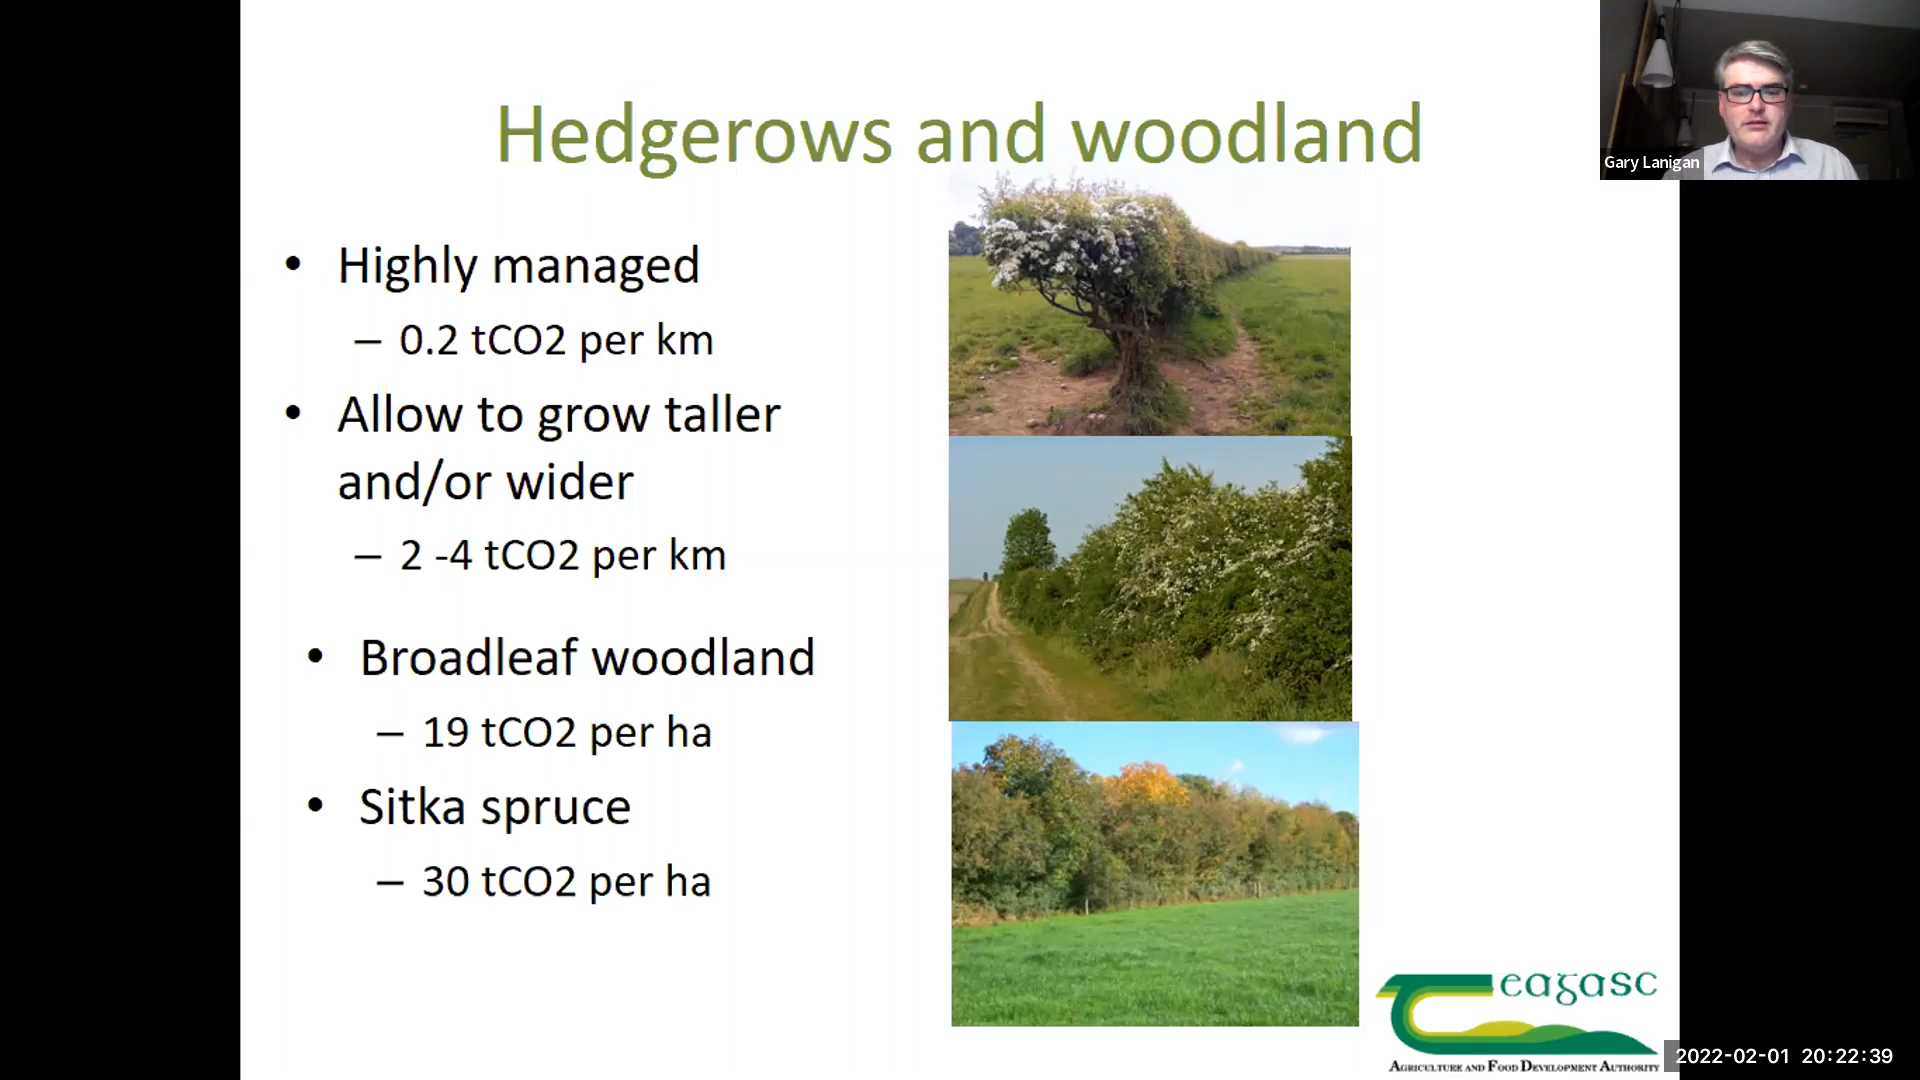 Hedgerows and woodland
Gary Lanigan
• Highly managed
– 0.2 tCO2 per km
• Allow to grow taller
and/or wider
– 2 -4 tCO2 per km
• Broadleaf woodland
– 19 tCO2 per ha
• Sitka spruce
– 30 tCO2 per ha
eagasc
AGRICULTURE AND FOOD DEVELOPMENT AUTHORITY
2022-02-01 20:22:39